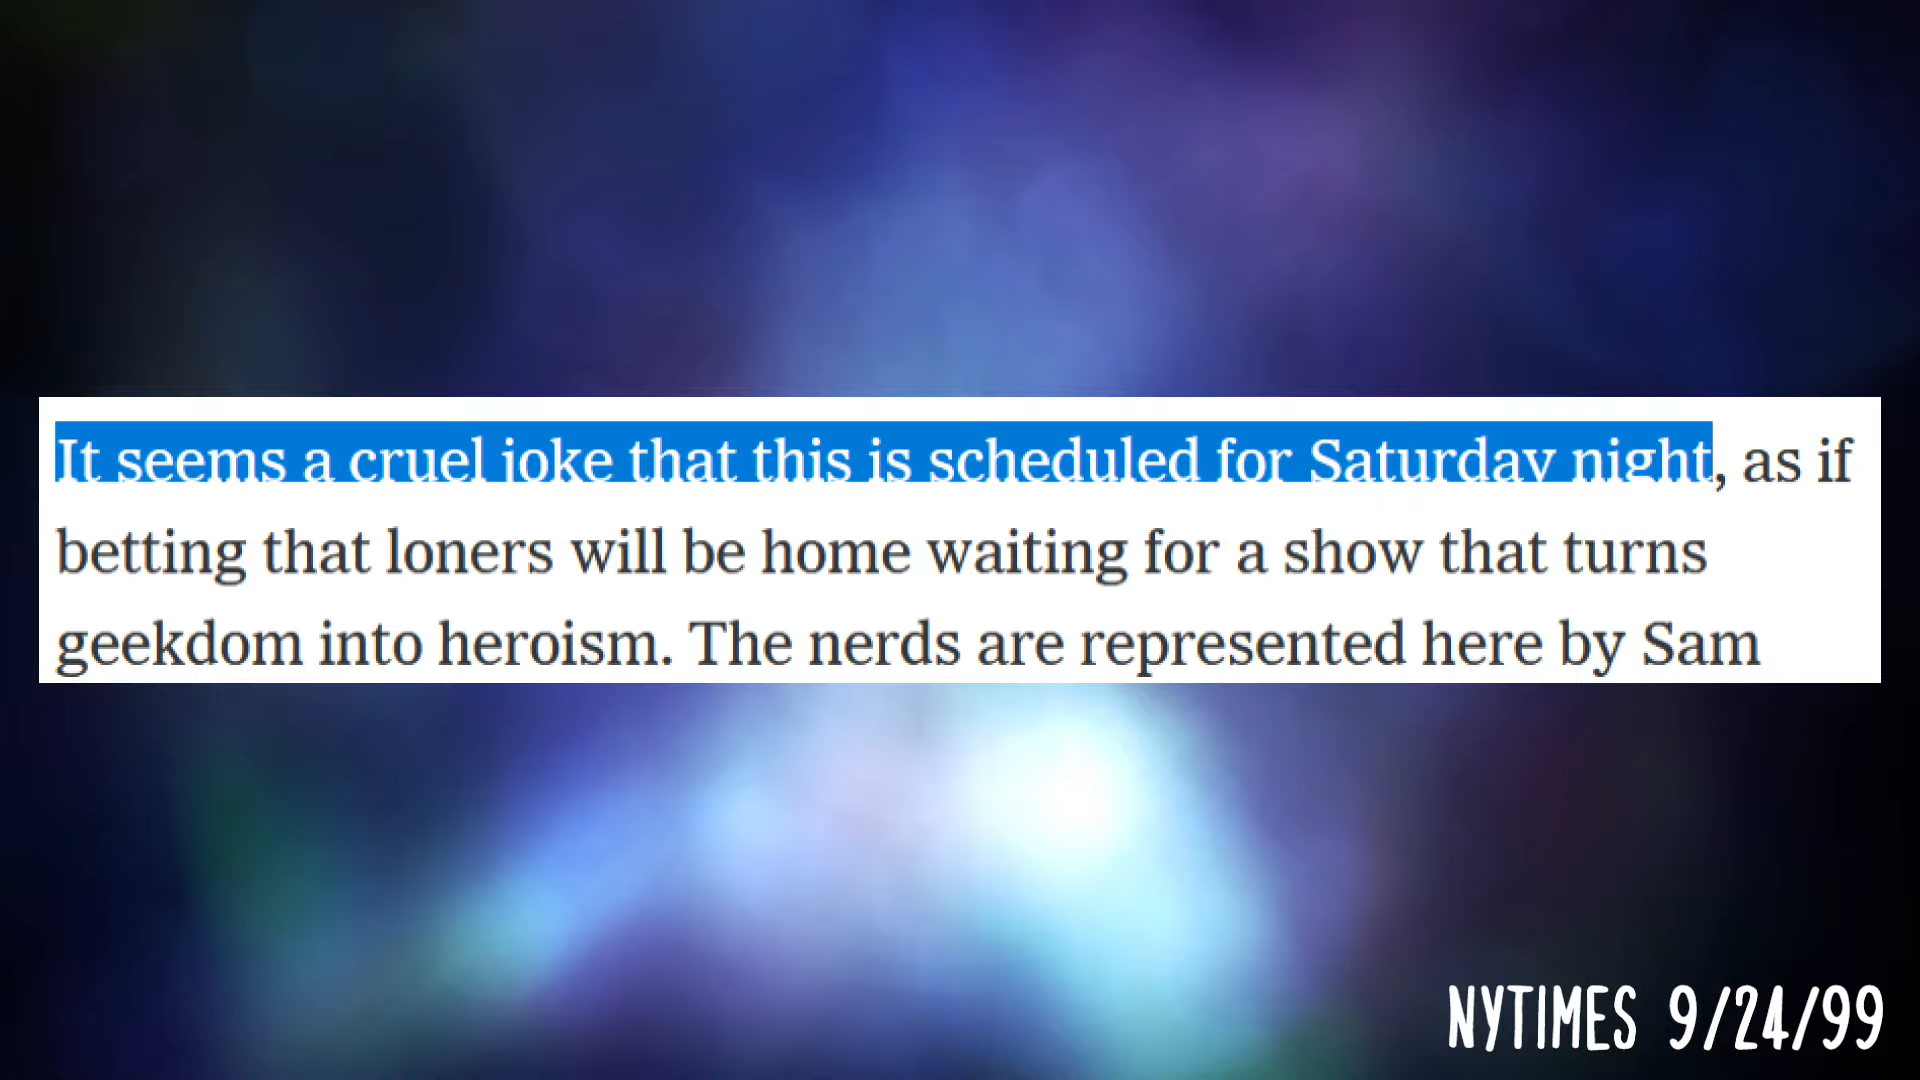 It seems a cruel joke that this is scheduled for Saturday night, as if
betting that loners will be home waiting for a show that turns
geekdom into heroism. The nerds are represented here by Sam
NYTIMES 9/24/99